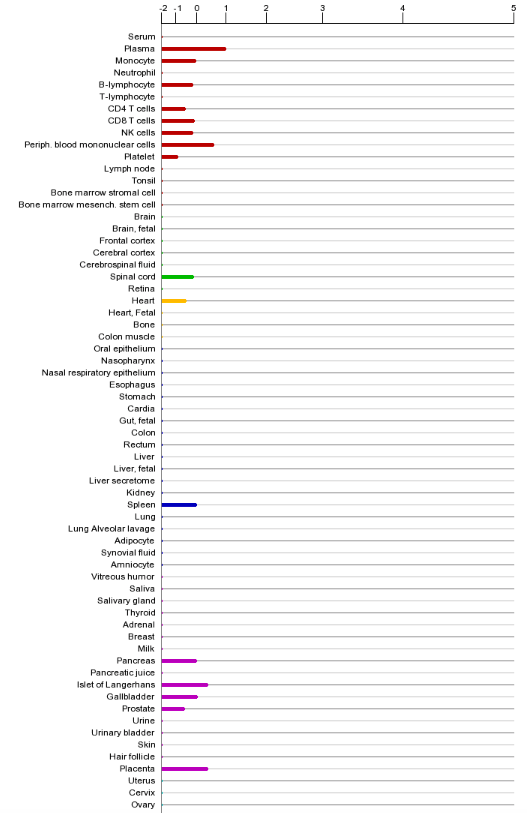 -2 -1 0 1 2 3 4 5
Serum
Plasma
Monocyte
Neutrophil
B-lymphocyte
T-lymphocyte
CD4 T cells
CD8 T cells
NK cells
Periph. blood mononuclear cells
Platelet
Lymph node
Tonsil
Bone marrow stromal cell
Bone marrow mesench. stem cell
Brain
Brain, fetal
Frontal cortex
Cerebral cortex
Cerebrospinal fluid
Spinal cord
Retina
Heart
Heart, Fetal
Bone
Colon muscle
Oral epithelium
Nasopharynx
Nasal respiratory epithelium
Esophagus
Stomach
Cardia
Gut, fetal
Colon
Rectum
Liver
Liver, fetal
Liver secretome
Kidney
Spleen
Lung
Lung Alveolar lavage
Adipocyte
Synovial fluid
Amniocyte
Vitreous humor
Saliva
Salivary gland
Thyroid
Adrenal
Breast
Milk
Pancreas
Pancreatic juice
Islet of Langerhans
Gallbladder
Prostate
Urine
Urinary bladder
Skin
Hair follicle
Placenta
Uterus
Cervix
Ovary